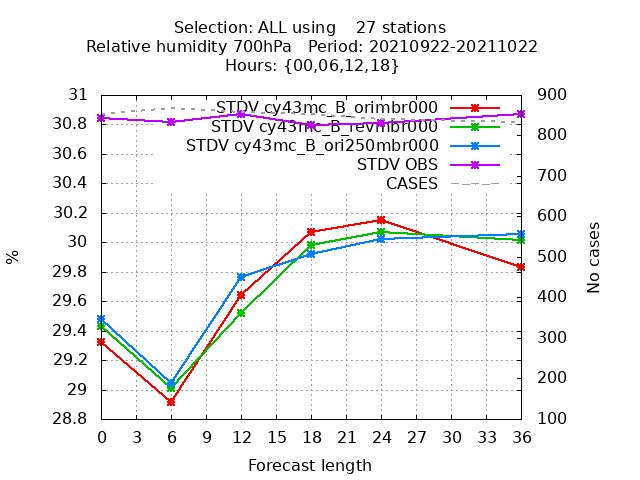 Selection: ALL using    27 stations
Relative humidity 700hPa   Period: 20210922-20211022
Hours: {00,06,12,18}
STDV cy43mc_B_orimbr000
STDV cy43mc_B_revmbr000
STDV cy43mc_B_ori250mbr000
STDV OBS
CASES
31
30.8
30.6
30.4
30.2
30
29.8
29.6
29.4
29.2
29
28.8
%
900
800
700
600
500
400
300
200
100
No cases
0 3 6 9 12 15 18 21 24 27 30 33 36
Forecast length